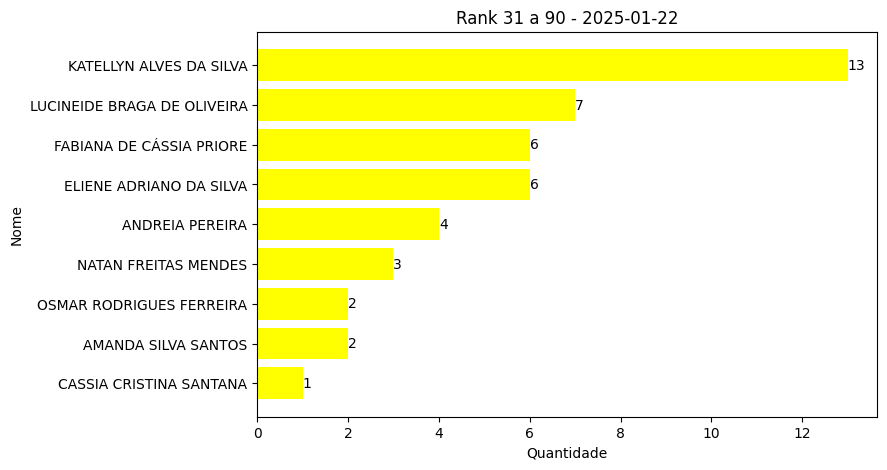 Rank 31 a 90 - 2025-01-22
KATELLYN ALVES DA SILVA 13
LUCINEIDE BRAGA DE OLIVEIRA 7
FABIANA DE CÁSSIA PRIORE 6
ELIENE ADRIANO DA SILVA 6
ANDREIA PEREIRA 4
NATAN FREITAS MENDES 3
OSMAR RODRIGUES FERREIRA 2
AMANDA SILVA SANTOS 2
CASSIA CRISTINA SANTANA 1
Nome
0 2 4 6 8 10 12
Quantidade